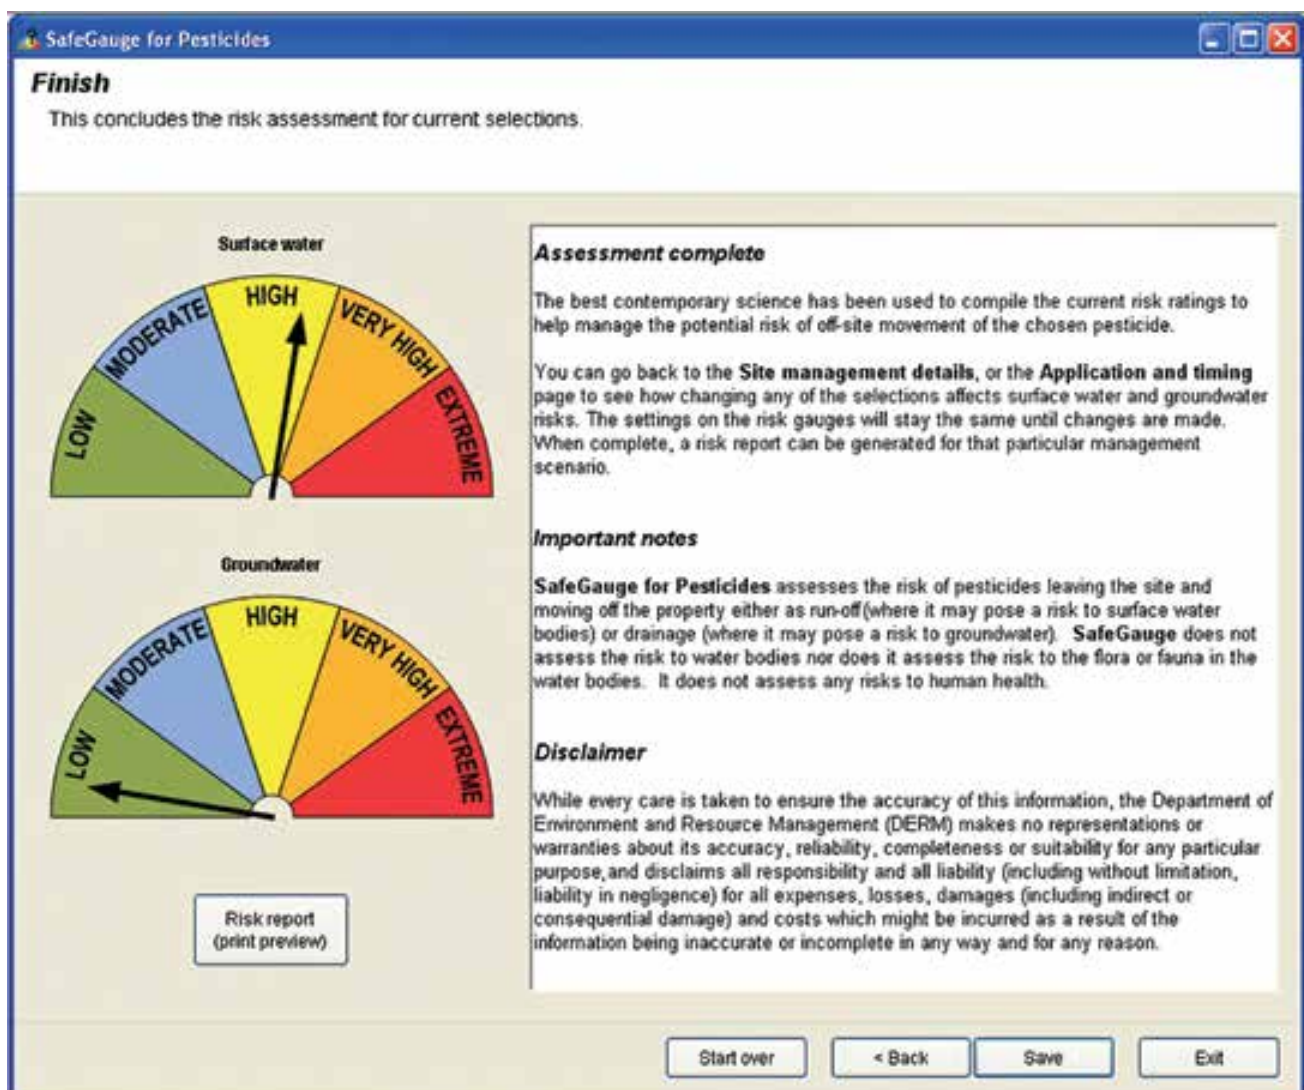 SafeGauge for Pesticides
Finish
This concludes the risk assessment for current selections.
Surface water
LOW
MODERATE
HIGH
VERY HIGH
EXTREME
Groundwater
LOW
MODERATE
HIGH
VERY HIGH
EXTREME
Risk report
(print preview)
Assessment complete
The best contemporary science has been used to compile the current risk ratings to
help manage the potential risk of off-site movement of the chosen pesticide.
You can go back to the Site management details, or the Application and timing
page to see how changing any of the selections affects surface water and groundwater
risks. The settings on the risk gauges will stay the same until changes are made.
When complete, a risk report can be generated for that particular management
scenario.
Important notes
SafeGauge for Pesticides assesses the risk of pesticides leaving the site and
moving off the property either as run-off (where it may pose a risk to surface water
bodies) or drainage (where it may pose a risk to groundwater). SafeGauge does not
assess the risk to water bodies nor does it assess the risk to the flora or fauna in the
water bodies. It does not assess any risks to human health.
Disclaimer
While every care is taken to ensure the accuracy of this information, the Department of
Environment and Resource Management (DERM) makes no representations or
warranties about its accuracy, reliability, completeness or suitability for any particular
purpose, and disclaims all responsibility and all liability (including without limitation,
liability in negligence) for all expenses, losses, damages (including indirect or
consequential damage) and costs which might be incurred as a result of the
information being inaccurate or incomplete in any way and for any reason.
Start over
< Back
Save
Exit